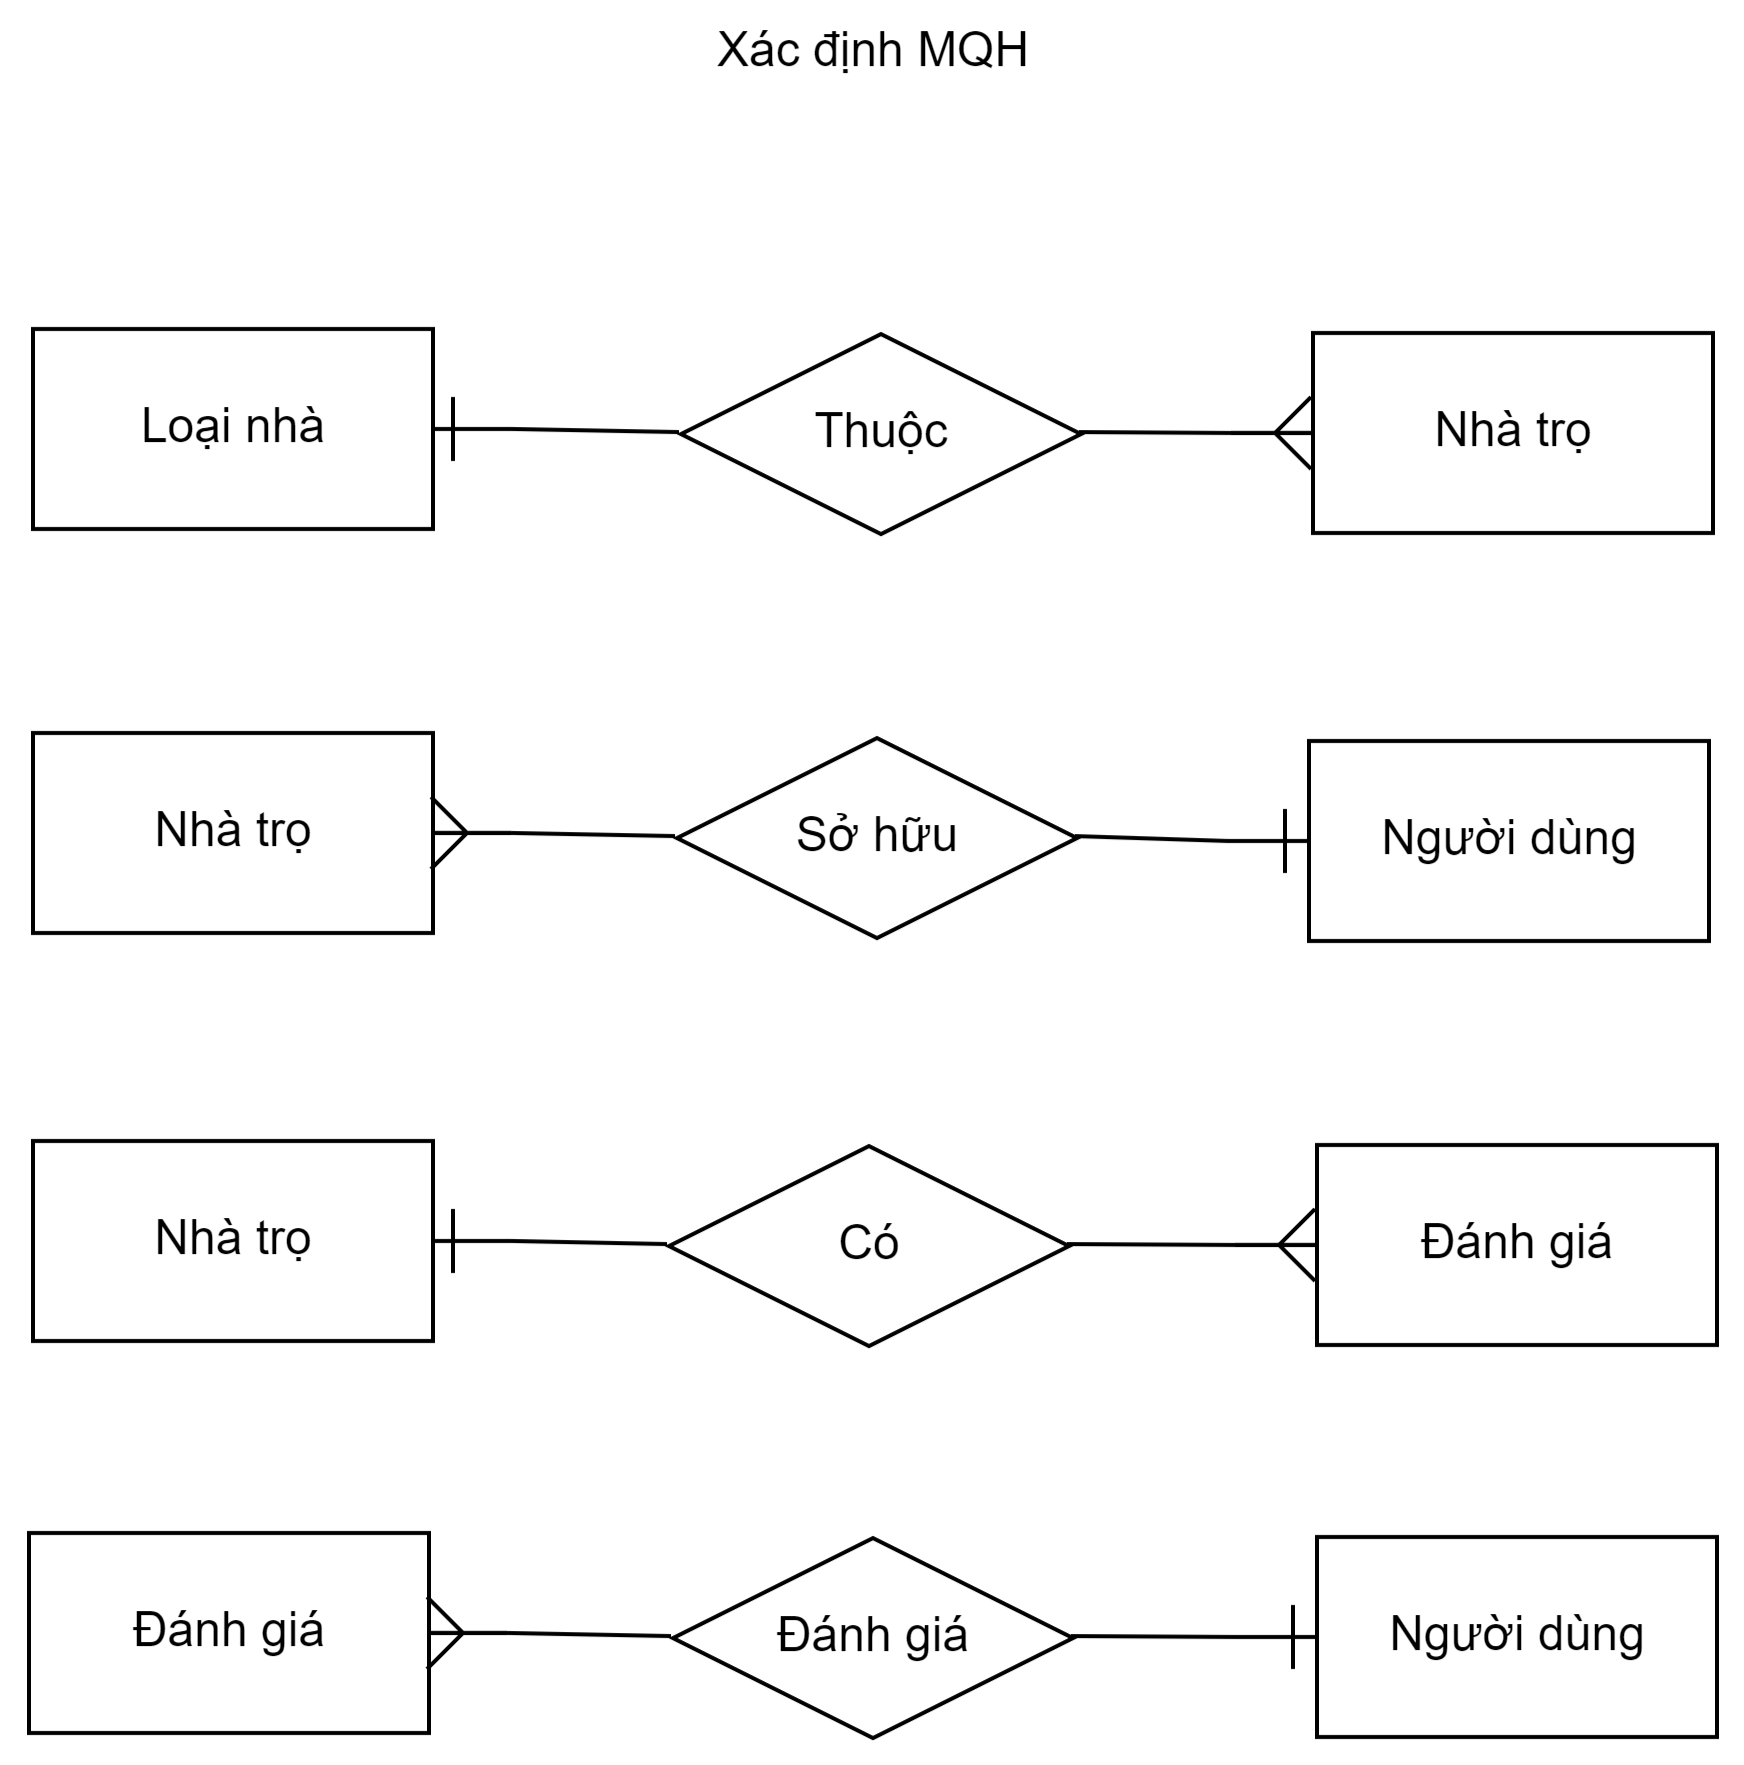 Xác định MQH
Loại nhà
Thuộc
Nhà trọ
Nhà trọ
Sở hữu
Người dùng
Nhà trọ
Có
Đánh giá
Đánh giá
Đánh giá
Người dùng